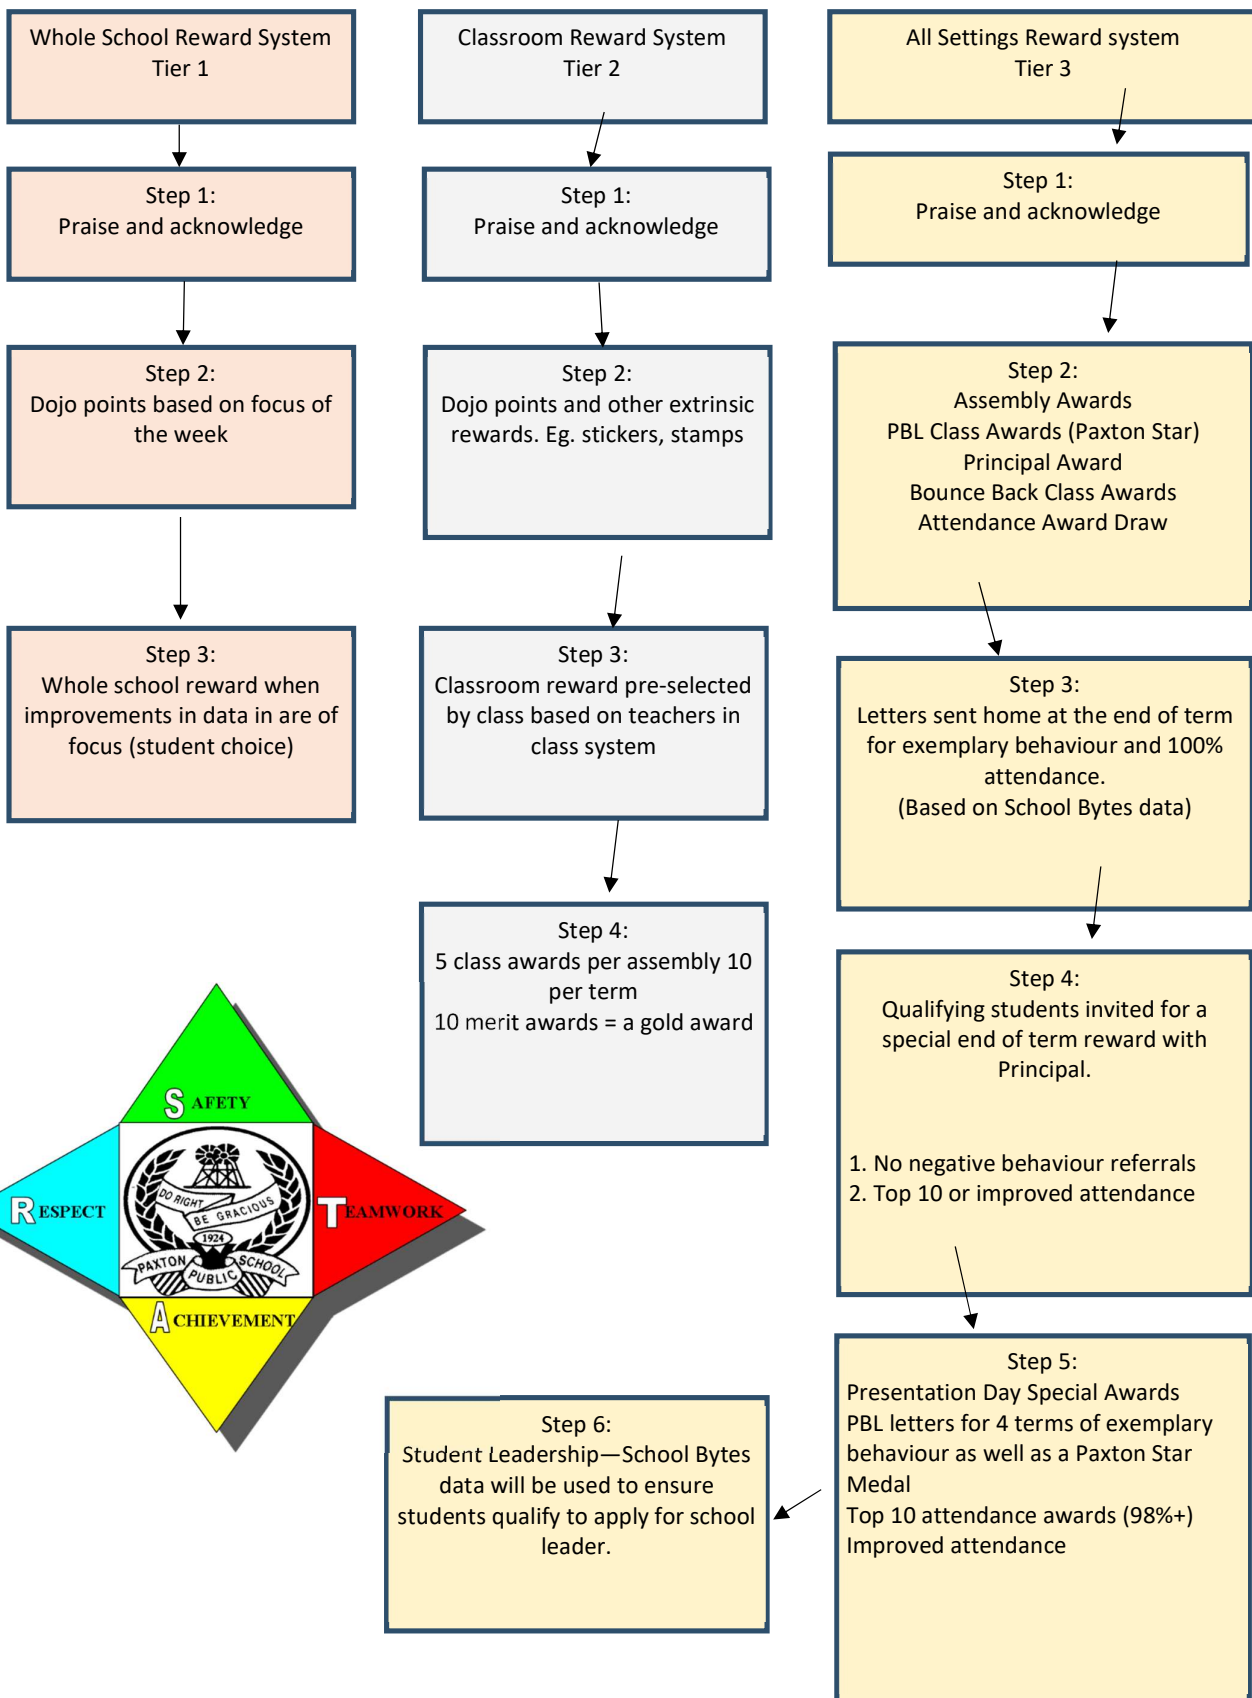 Whole School Reward System
Tier 1
Step 1:
Praise and acknowledge
Step 2:
Dojo points based on focus of
the week
Step 3:
Whole school reward when
improvements in data in are of
focus (student choice)
Classroom Reward System
Tier 2
Step 1:
Praise and acknowledge
Step 2:
Dojo points and other extrinsic
rewards. Eg. stickers, stamps
Step 3:
Classroom reward pre-selected
by class based on teachers in
class system
Step 4:
5 class awards per assembly 10
per term
10 merit awards = a gold award
All Settings Reward system
Tier 3
Step 1:
Praise and acknowledge
Step 2:
Assembly Awards
PBL Class Awards (Paxton Star)
Principal Award
Bounce Back Class Awards
Attendance Award Draw
Step 3:
Letters sent home at the end of term
for exemplary behaviour and 100%
attendance.
(Based on School Bytes data)
Step 4:
Qualifying students invited for a
special end of term reward with
Principal.
1. No negative behaviour referrals
2. Top 10 or improved attendance
Step 5:
Presentation Day Special Awards
PBL letters for 4 terms of exemplary
behaviour as well as a Paxton Star
Medal
Top 10 attendance awards (98%+)
Improved attendance
Step 6:
Student Leadership—School Bytes
data will be used to ensure
students qualify to apply for school
leader.
SAFETY
RESPECT
TEAMWORK
ACHIEVEMENT
DO RIGHT
BE GRACIOUS
1924
PAXTON
PUBLIC
SCHOOL